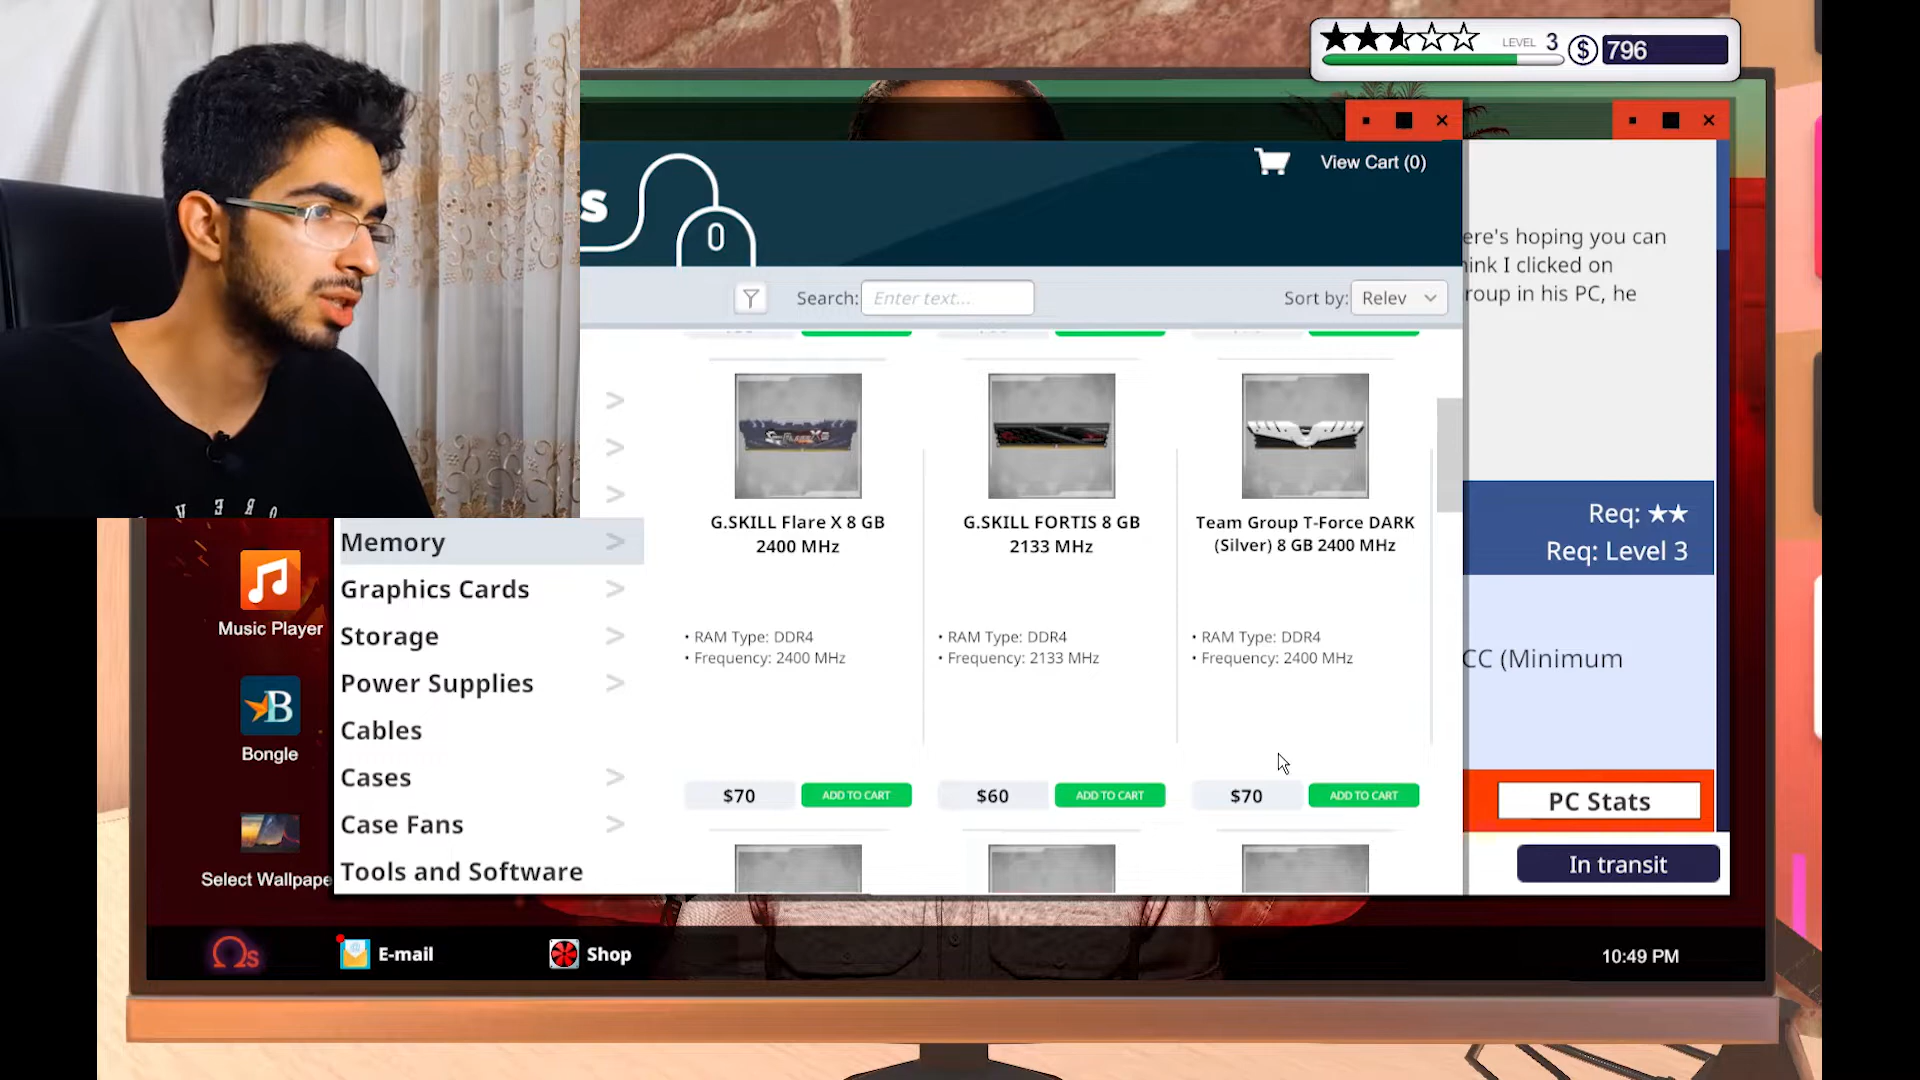 LEVEL 3 $ 796
View Cart (0)
s
Search: Enter text...
Sort by: Relev
ere's hoping you can
hink I clicked on
roup in his PC, he
G.SKILL Flare X 8 GB
2400 MHz
• RAM Type: DDR4
• Frequency: 2400 MHz
$70
ADD TO CART
G.SKILL FORTIS 8 GB
2133 MHz
• RAM Type: DDR4
• Frequency: 2133 MHz
$60
ADD TO CART
Team Group T-Force DARK
(Silver) 8 GB 2400 MHz
• RAM Type: DDR4
• Frequency: 2400 MHz
$70
ADD TO CART
Memory
Graphics Cards
Storage
Power Supplies
Cables
Cases
Case Fans
Tools and Software
Req: ★★
Req: Level 3
CC (Minimum
PC Stats
In transit
Music Player
B
Bongle
Select Wallpape
Ωs
E-mail
Shop
10:49 PM